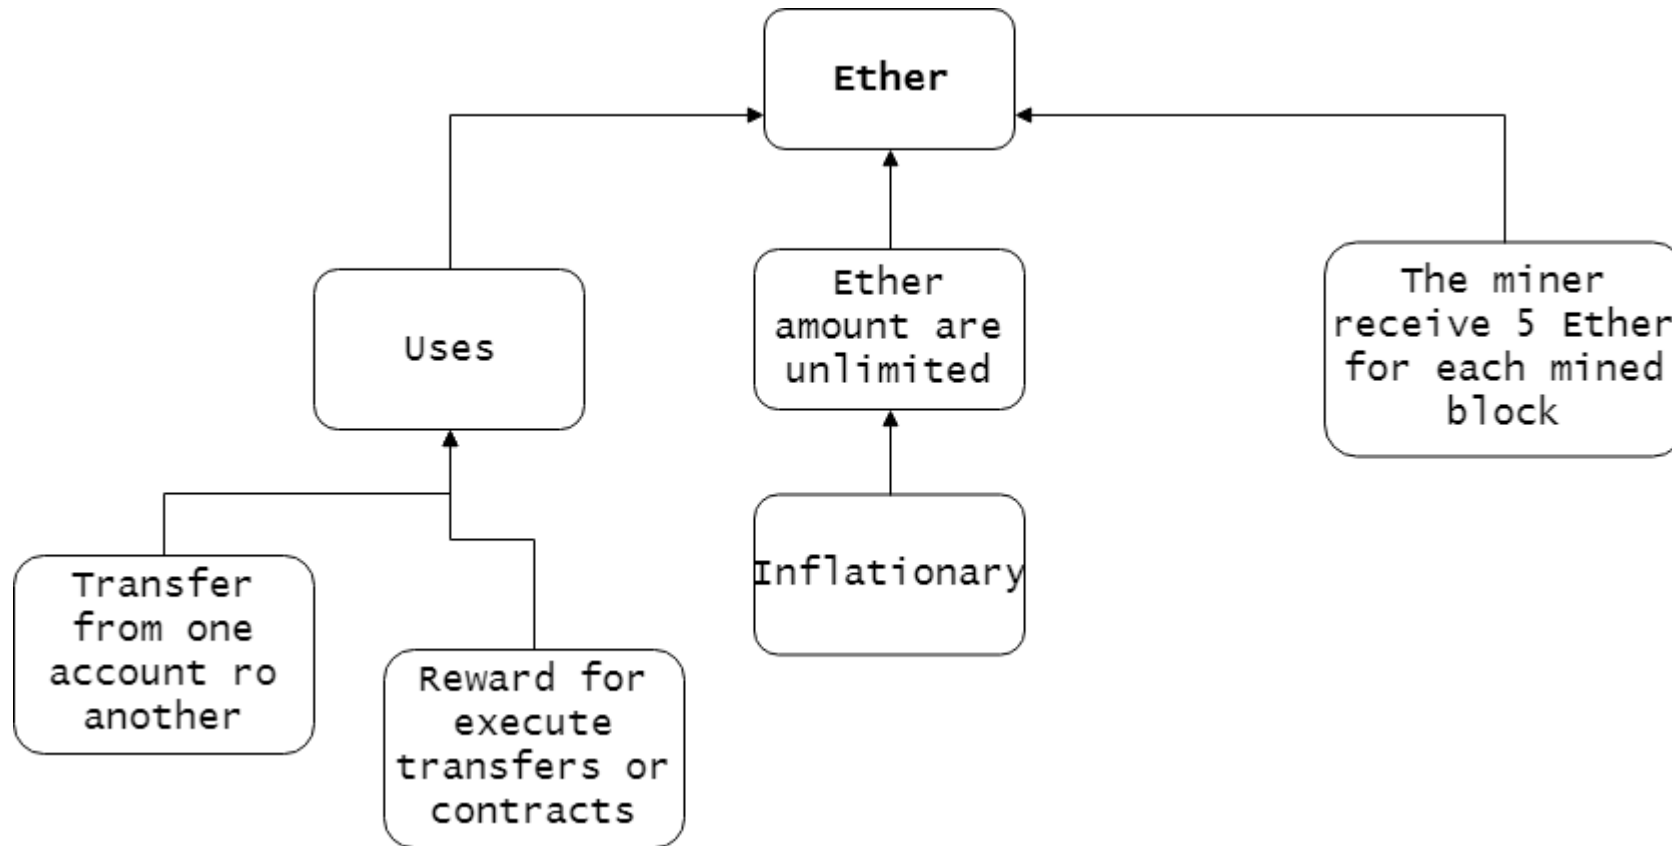 Ether
Uses
Ether
amount are
unlimited
The miner
receive 5 Ether
for each mined
block
Inflationary
Transfer
from one
account ro
another
Reward for
execute
transfers or
contracts